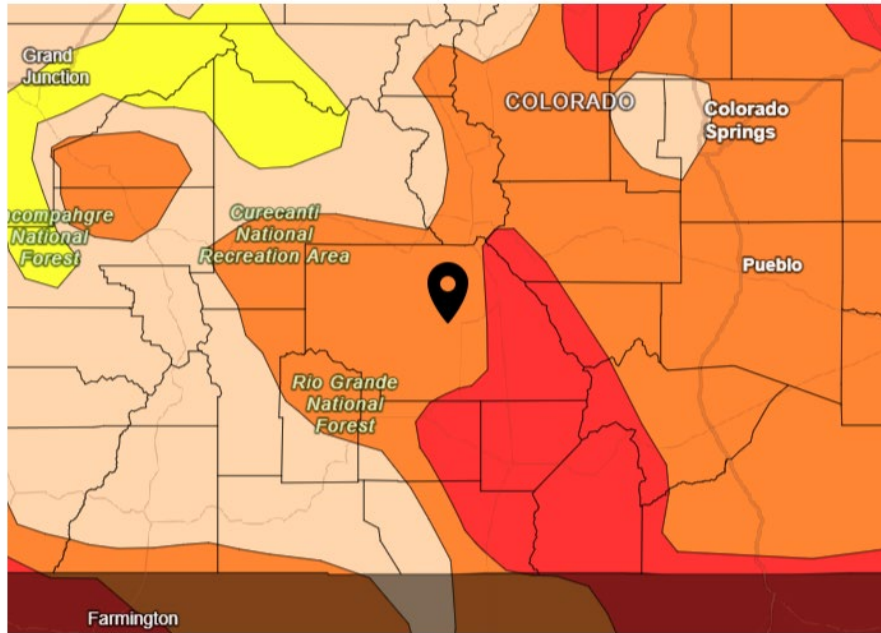 Grand
Junction
COLORADO
Colorado
Springs
ncompahgre
National
Forest
Curecanti
National
Recreation Area
Pueblo
Rio Grande
National
Forest
Farmington